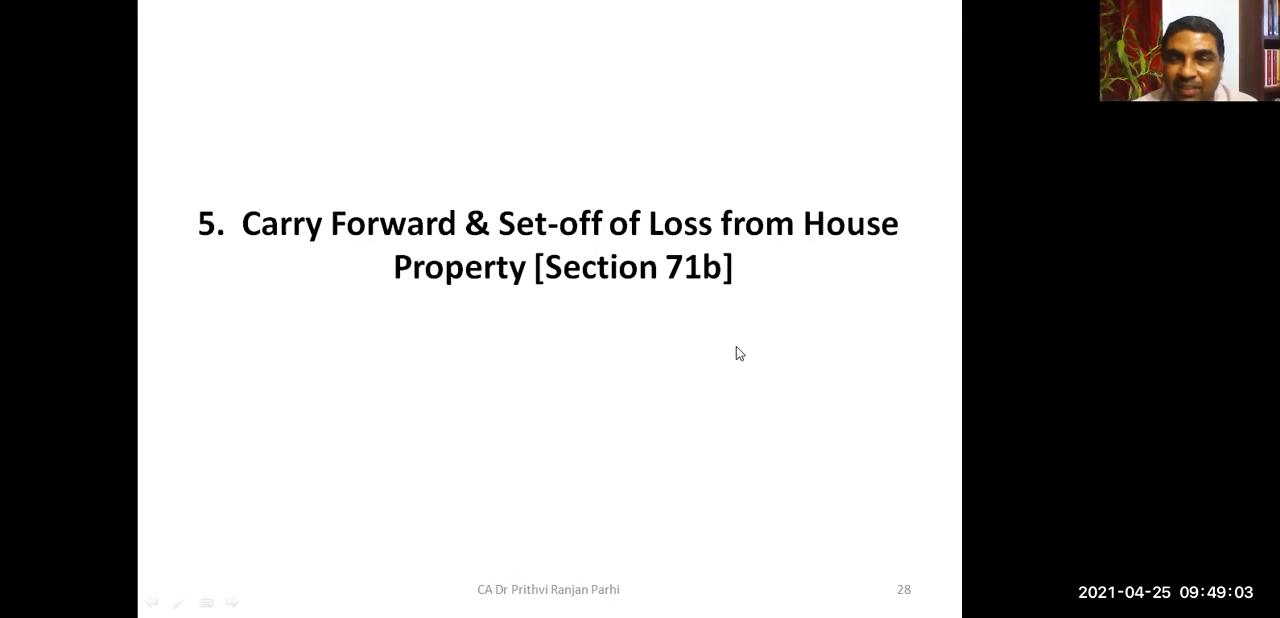 5. Carry Forward & Set-off of Loss from House
Property [Section 71b]
CA Dr Prithvi Ranjan Parhi
28
2021-04-25 09:49:03